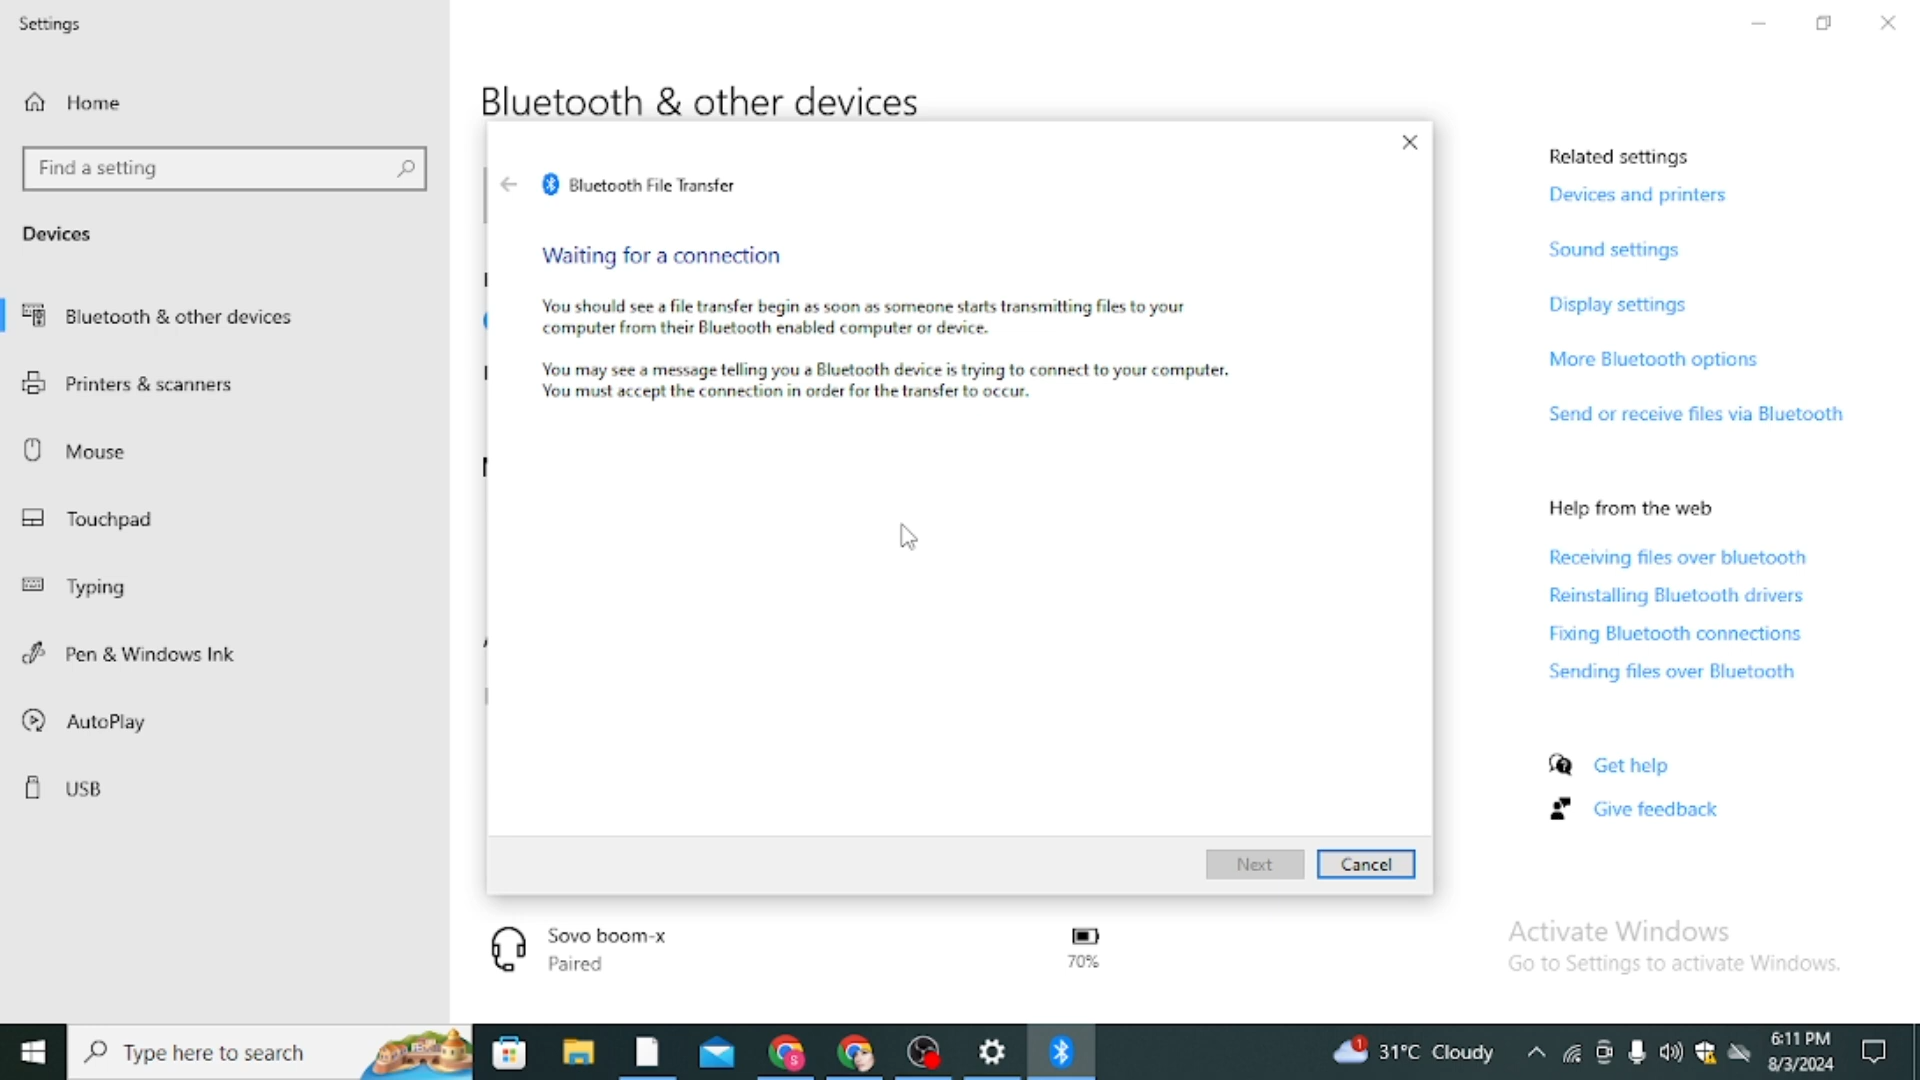 Settings
Home
Find a setting
Devices
Bluetooth & other devices
Printers & scanners
Mouse
Touchpad
Typing
Pen & Windows Ink
AutoPlay
USB
Bluetooth & other devices
Bluetooth File Transfer
Waiting for a connection
You should see a file transfer begin as soon as someone starts transmitting files to your
computer from their Bluetooth enabled computer or device.
You may see a message telling you a Bluetooth device is trying to connect to your computer.
You must accept the connection in order for the transfer to occur.
Next
Cancel
Sovo boom-x
Paired
70%
Related settings
Devices and printers
Sound settings
Display settings
More Bluetooth options
Send or receive files via Bluetooth
Help from the web
Receiving files over bluetooth
Reinstalling Bluetooth drivers
Fixing Bluetooth connections
Sending files over Bluetooth
Get help
Give feedback
Activate Windows
Go to Settings to activate Windows.
Type here to search
S
1
31°C Cloudy
6:11 PM
8/3/2024